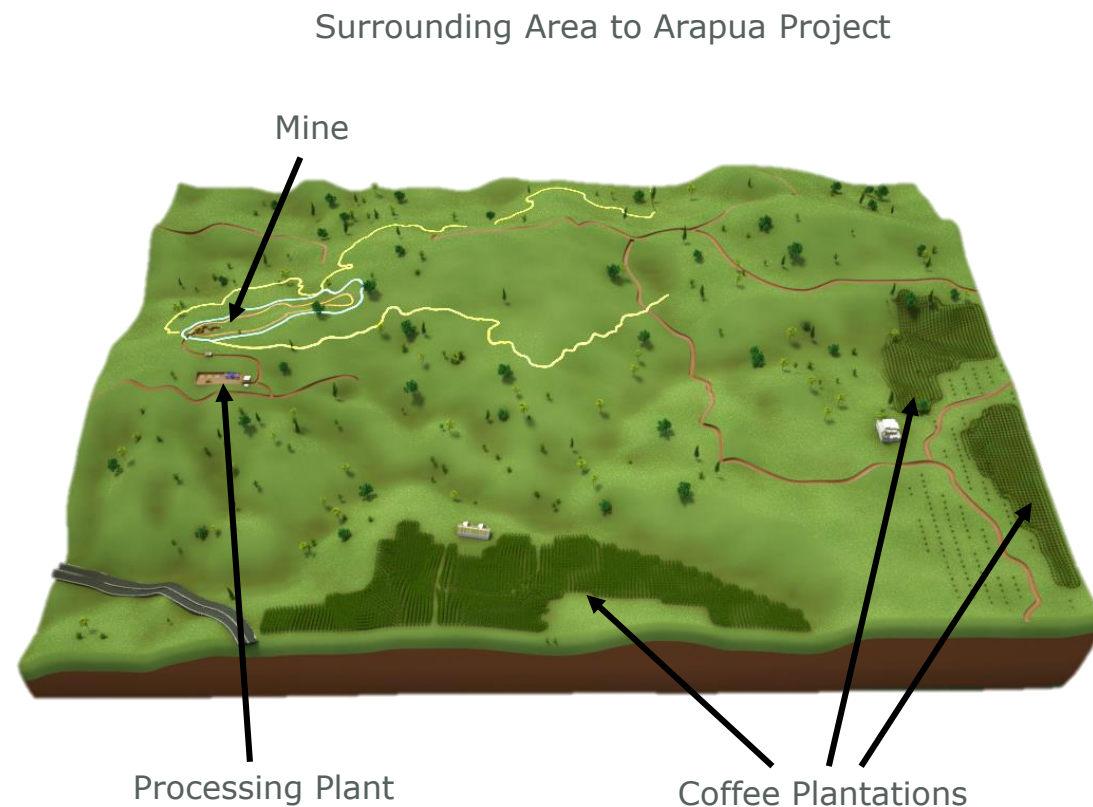 Surrounding Area to Arapua Project
Mine
Processing Plant
Coffee Plantations